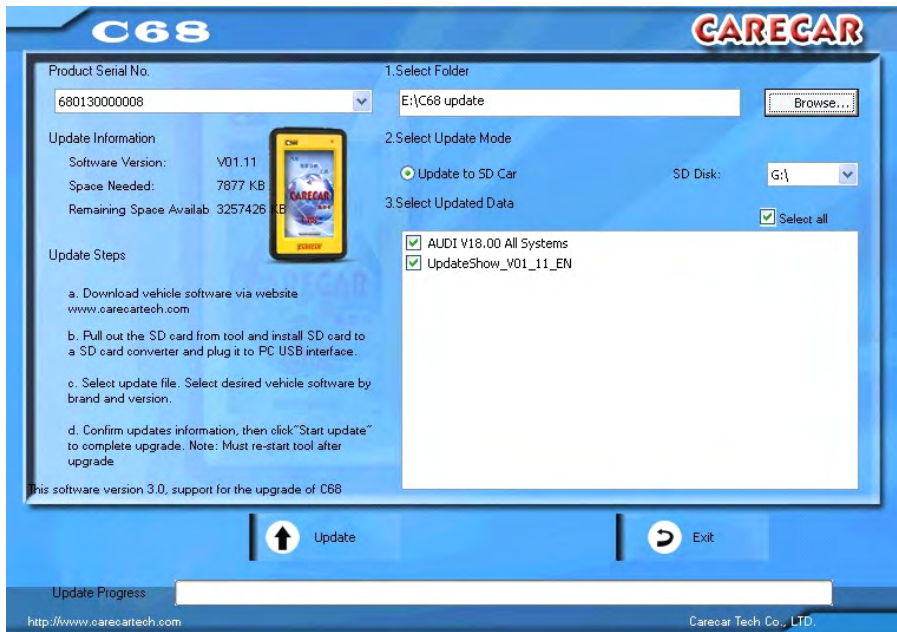 C68
CARECAR
Product Serial No.
680130000008
Update Information
Software Version: V01.11
Space Needed: 7877 KB
Remaining Space Availab 3257426 KB
CARECAR
Update Steps
a. Download vehicle software via website
www.carecartech.com
b. Pull out the SD card from tool and install SD card to
a SD card converter and plug it to PC USB interface.
c. Select update file. Select desired vehicle software by
brand and version.
d. Confirm updates information, then click"Start update"
to complete upgrade. Note: Must re-start tool after
upgrade
This software version 3.0, support for the upgrade of C68
1.Select Folder
E:\C68 update
Browse...
2.Select Update Mode
Update to SD Car
SD Disk: G:\
3.Select Updated Data
Select all
AUDI V18.00 All Systems
UpdateShow_V01_11_EN
Update
Exit
Update Progress
http://www.carecartech.com
Carecar Tech Co., LTD.